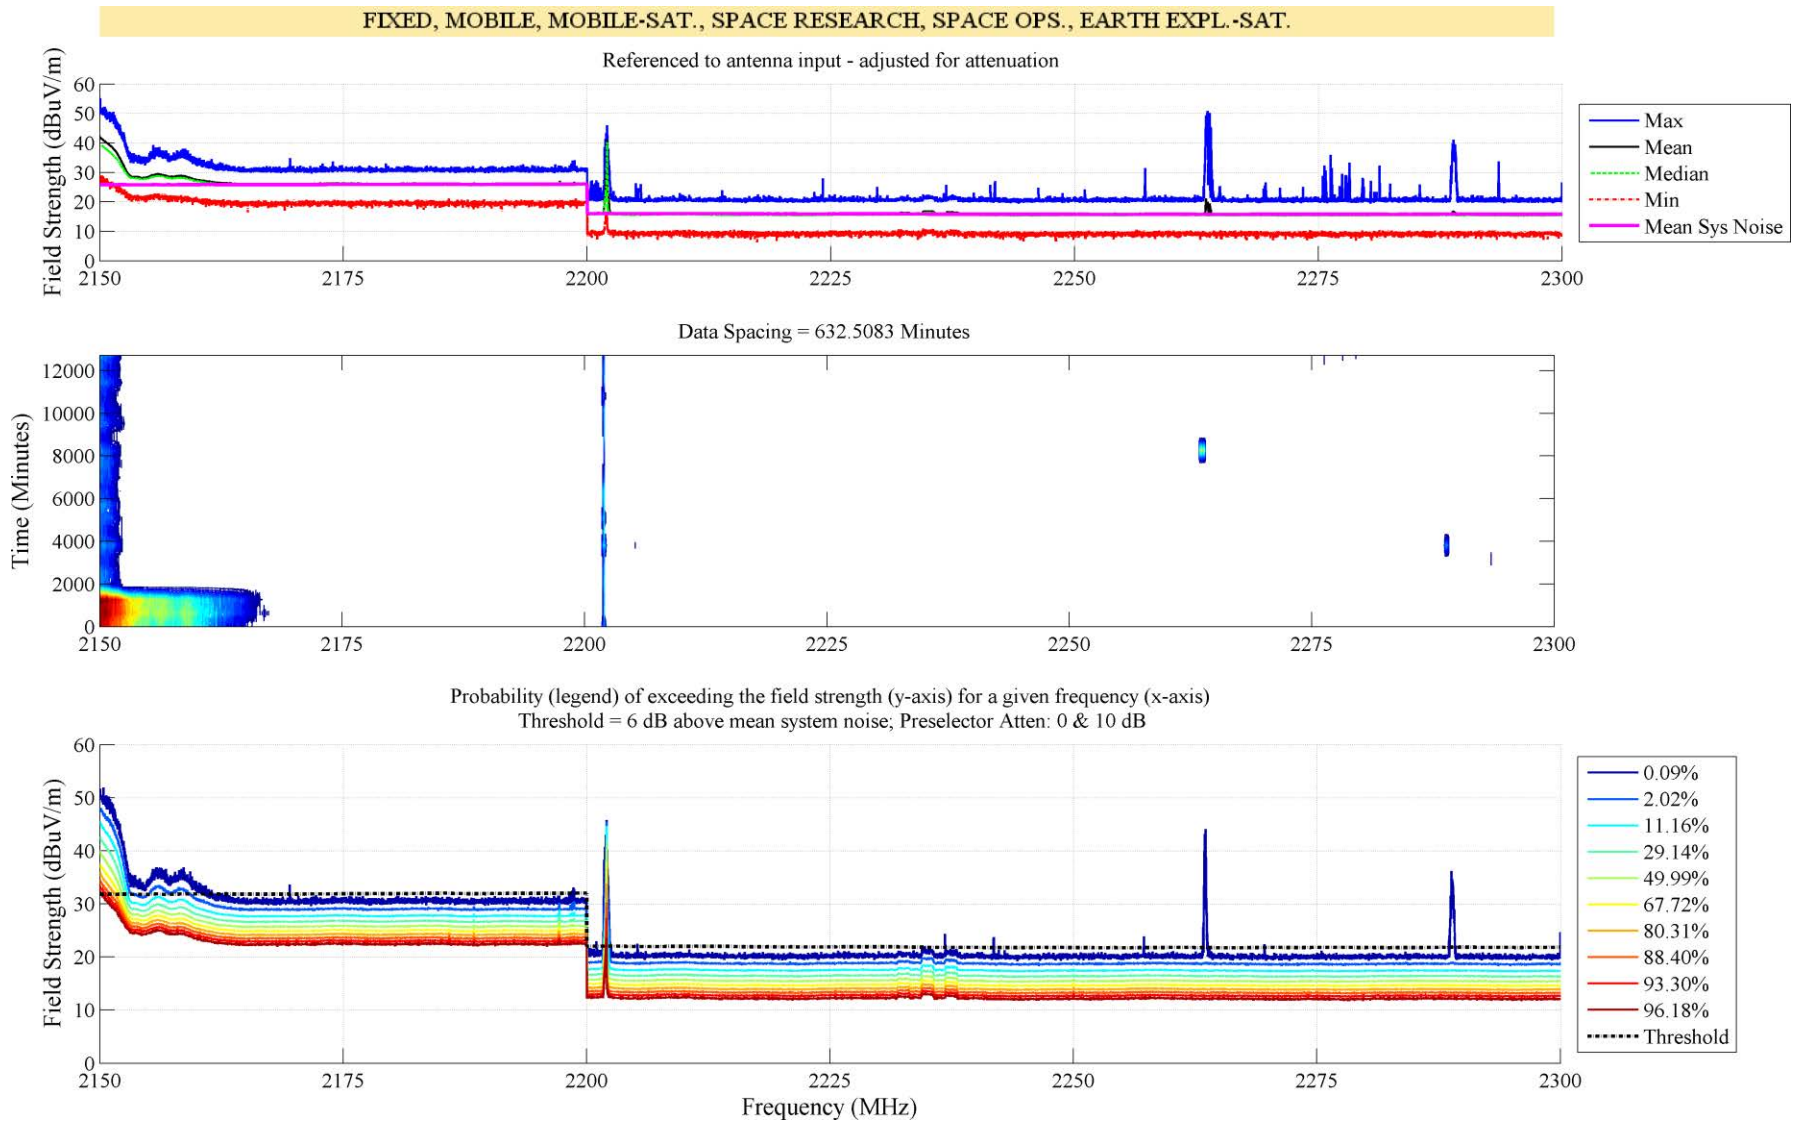 FIXED, MOBILE, MOBILE-SAT., SPACE RESEARCH, SPACE OPS., EARTH EXPL.-SAT.
Referenced to antenna input - adjusted for attenuation
Field Strength (dBuV/m)
60
50
40
30
20
10
0
2150 2175 2200 2225 2250 2275 2300
Max
Mean
Median
Min
Mean Sys Noise
Data Spacing = 632.5083 Minutes
Time (Minutes)
12000
10000
8000
6000
4000
2000
0
2150 2175 2200 2225 2250 2275 2300
Probability (legend) of exceeding the field strength (y-axis) for a given frequency (x-axis)
Threshold = 6 dB above mean system noise; Preselector Atten: 0 & 10 dB
Field Strength (dBuV/m)
60
50
40
30
20
10
0
2150 2175 2200 2225 2250 2275 2300
Frequency (MHz)
0.09%
2.02%
11.16%
29.14%
49.99%
67.72%
80.31%
88.40%
93.30%
96.18%
Threshold